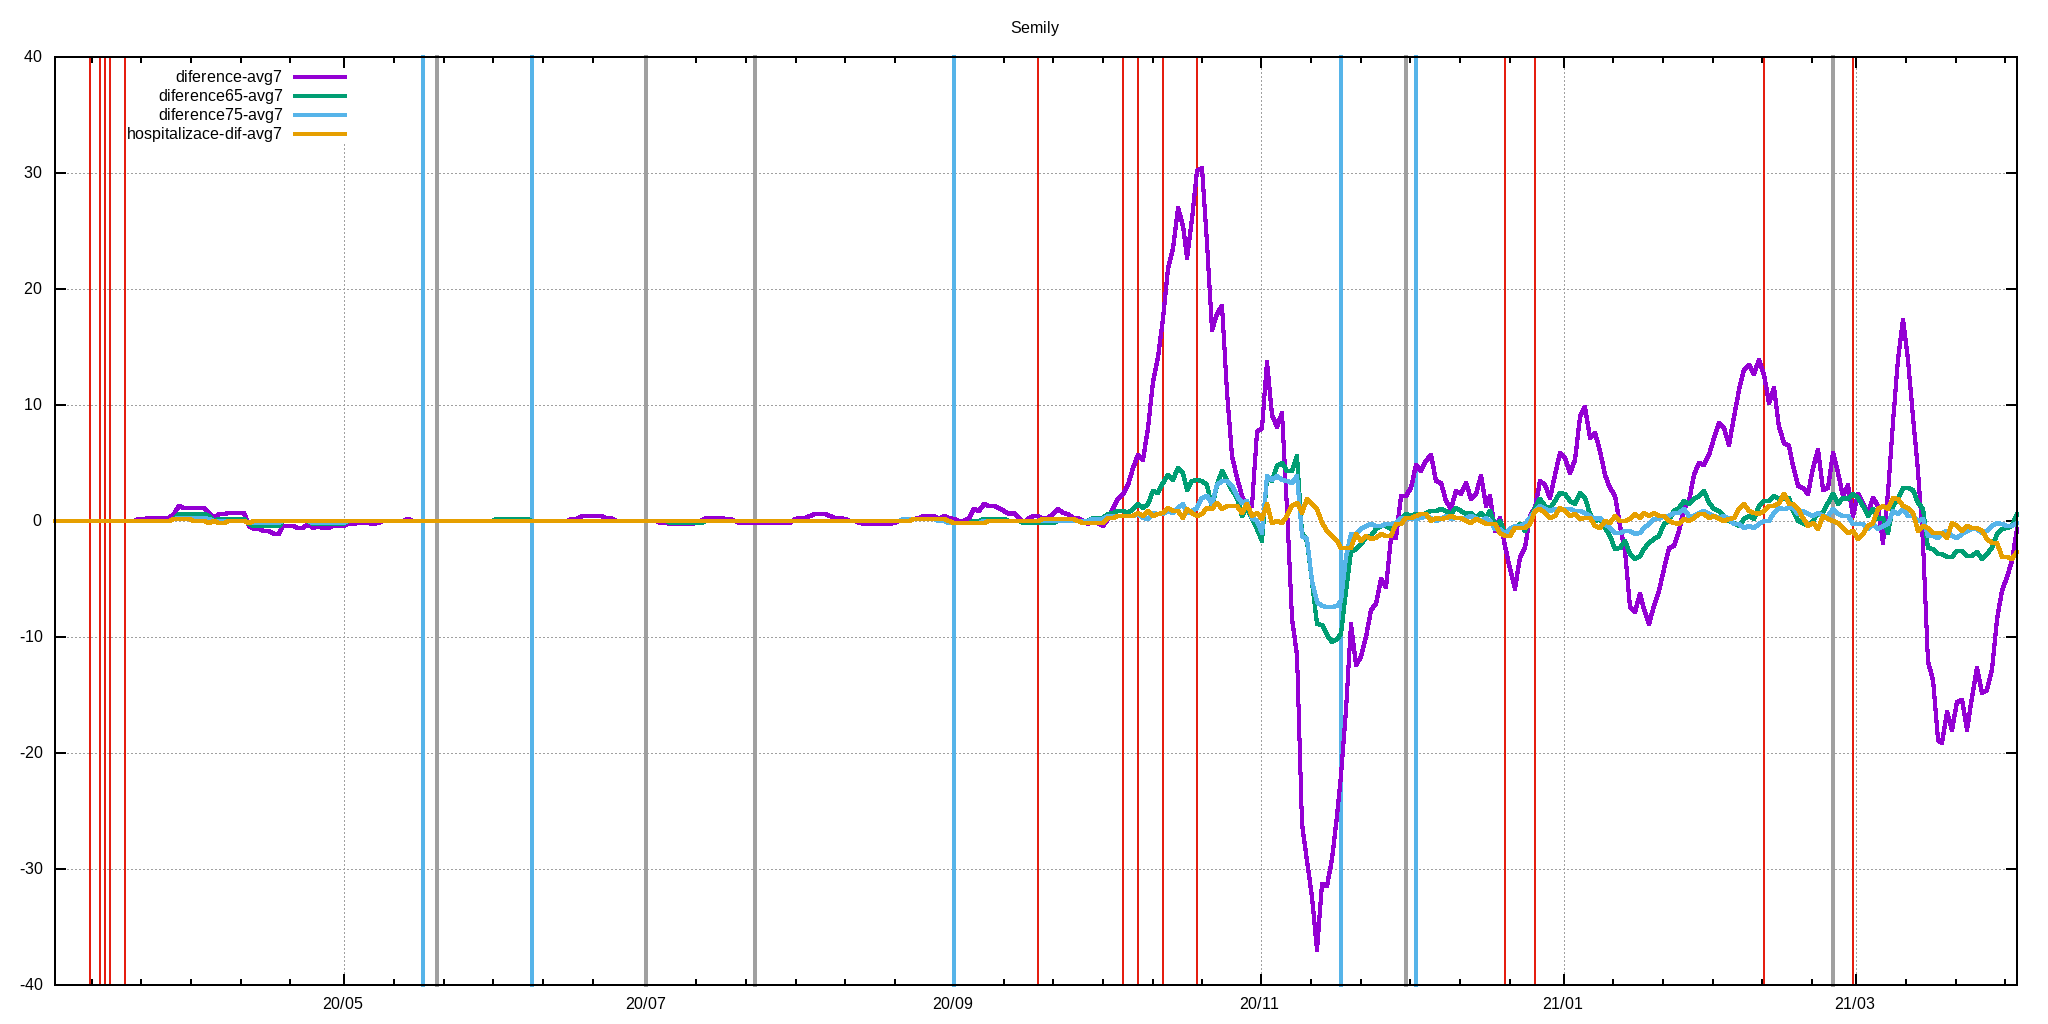 Semily
diference-avg7
diference65-avg7
diference75-avg7
hospitalizace-dif-avg7
40
30
20
10
0
-10
-20
-30
-40
20/05 20/07 20/09 20/11 21/01 21/03